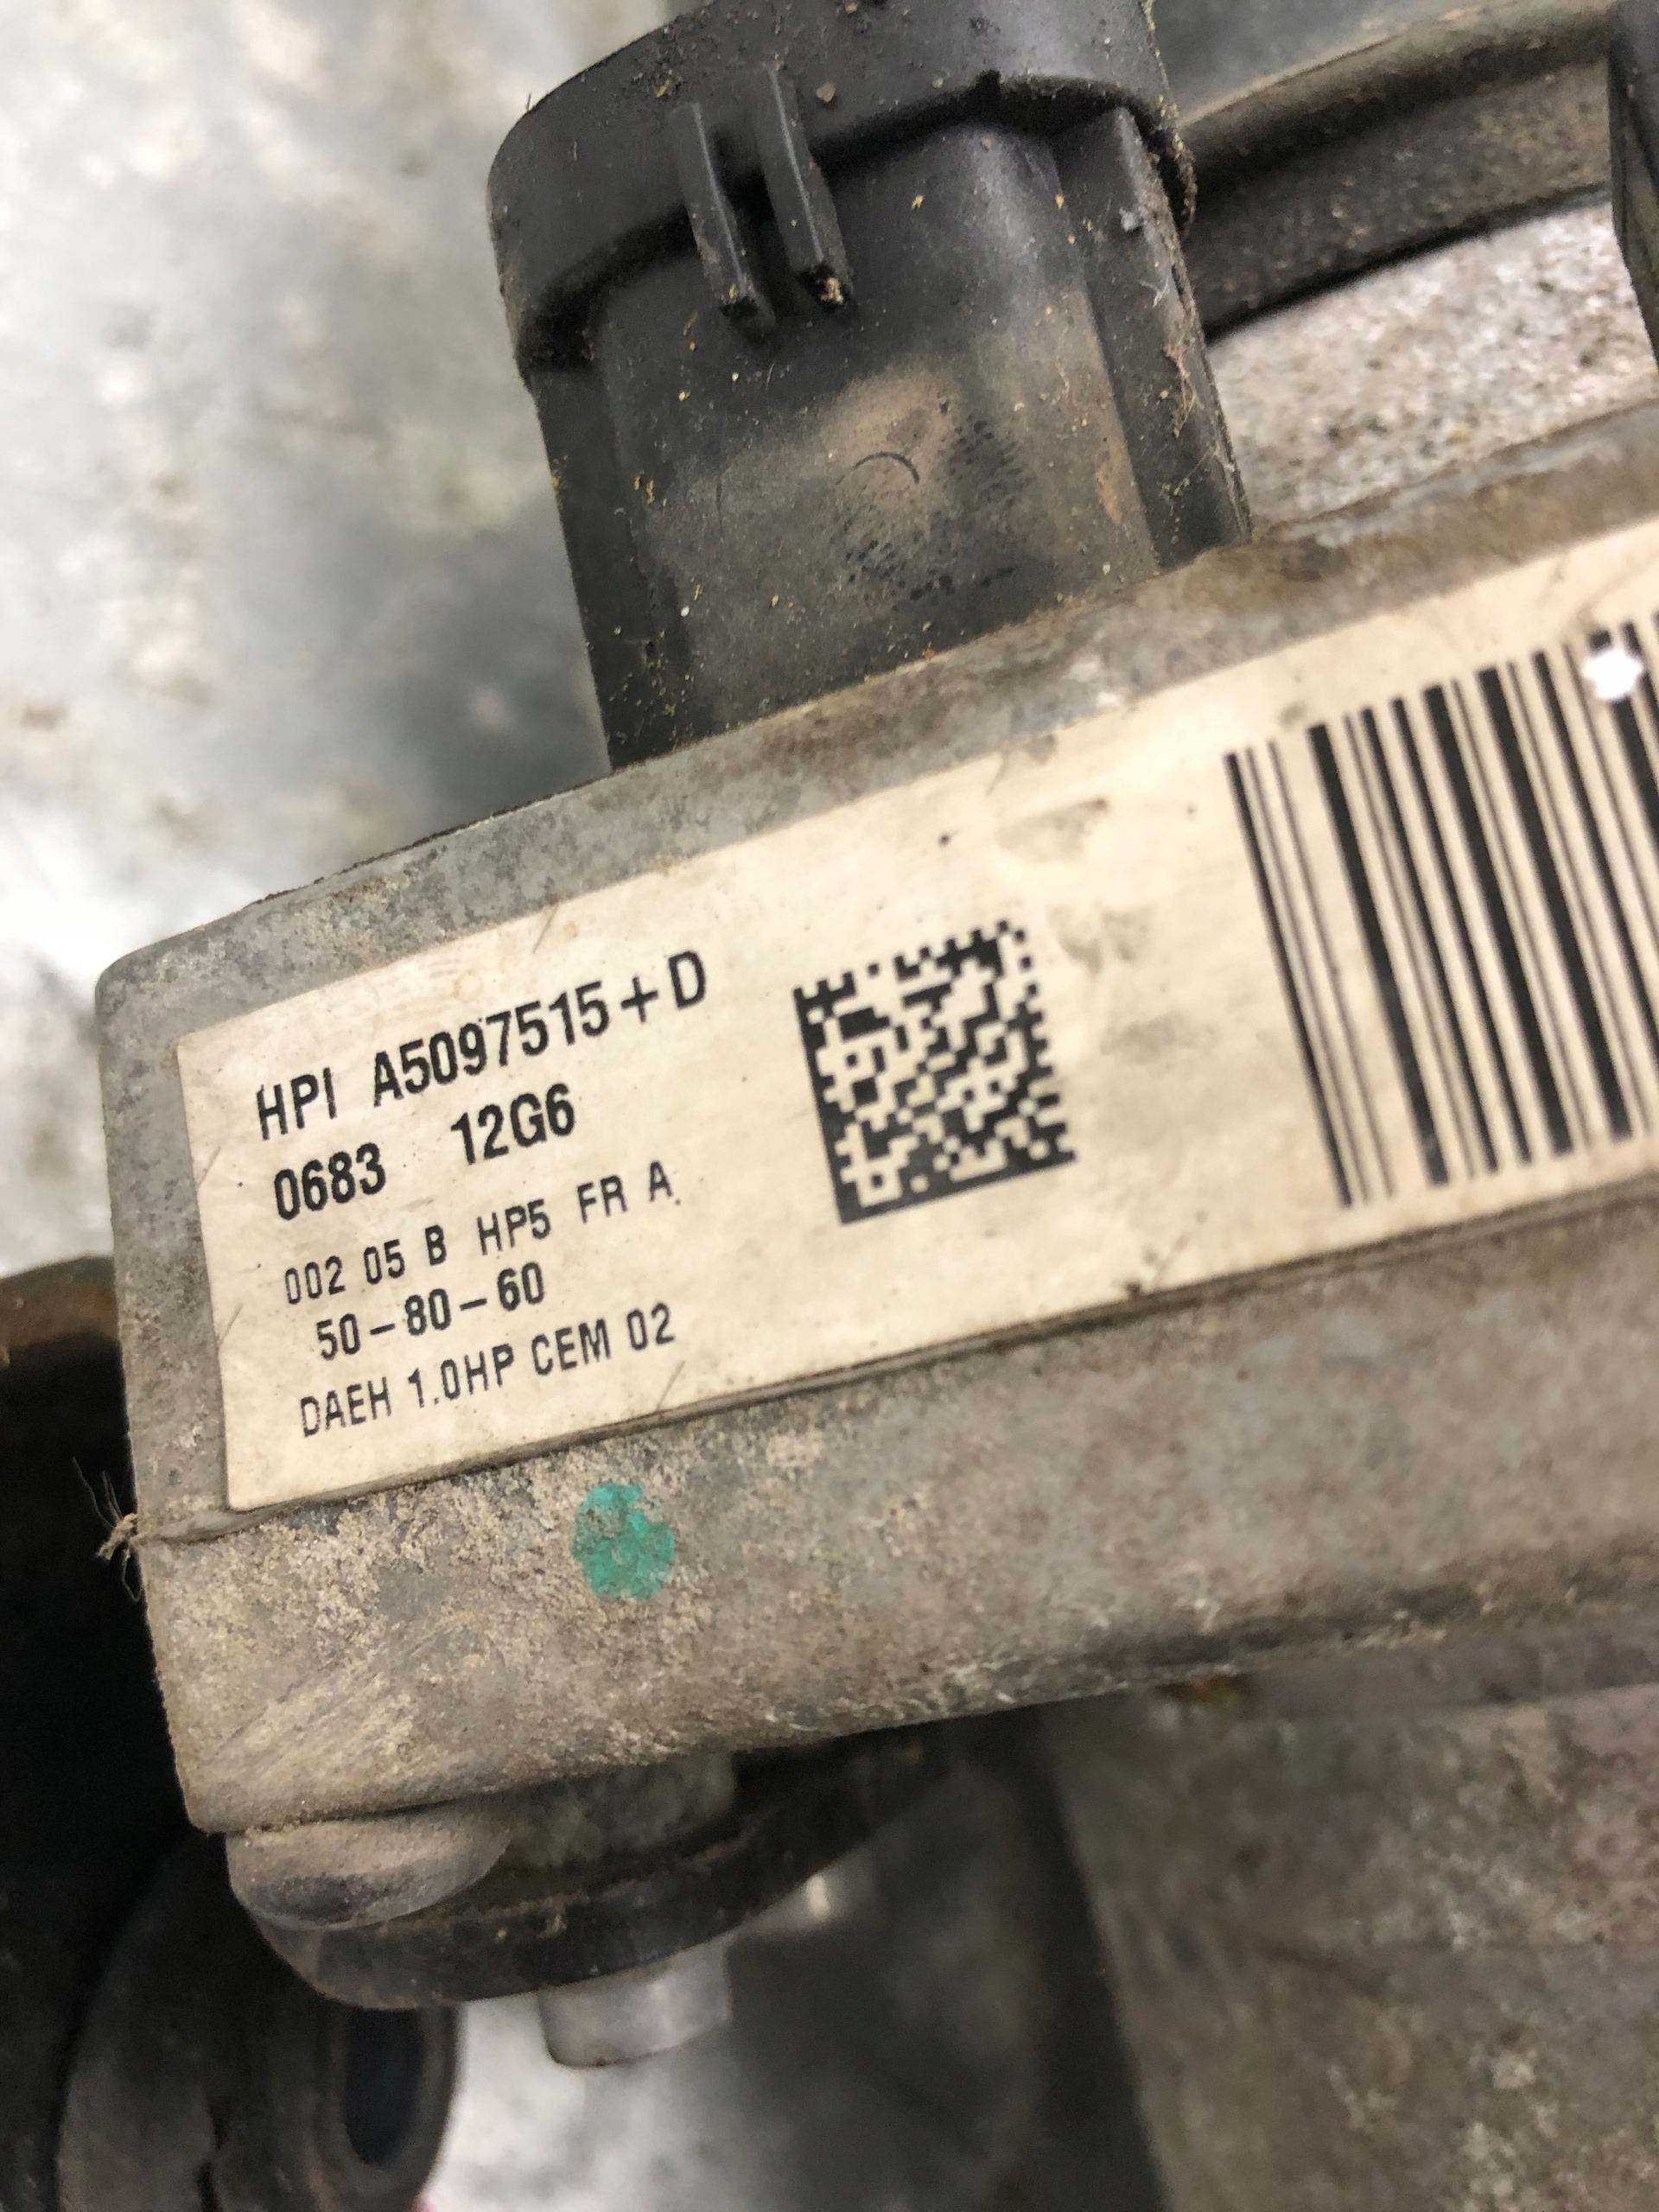 HPI A5097515+D
0683 12G6
002 05 B HP5 FR A
50-80-60
DAEH 1.0HP CEM 02